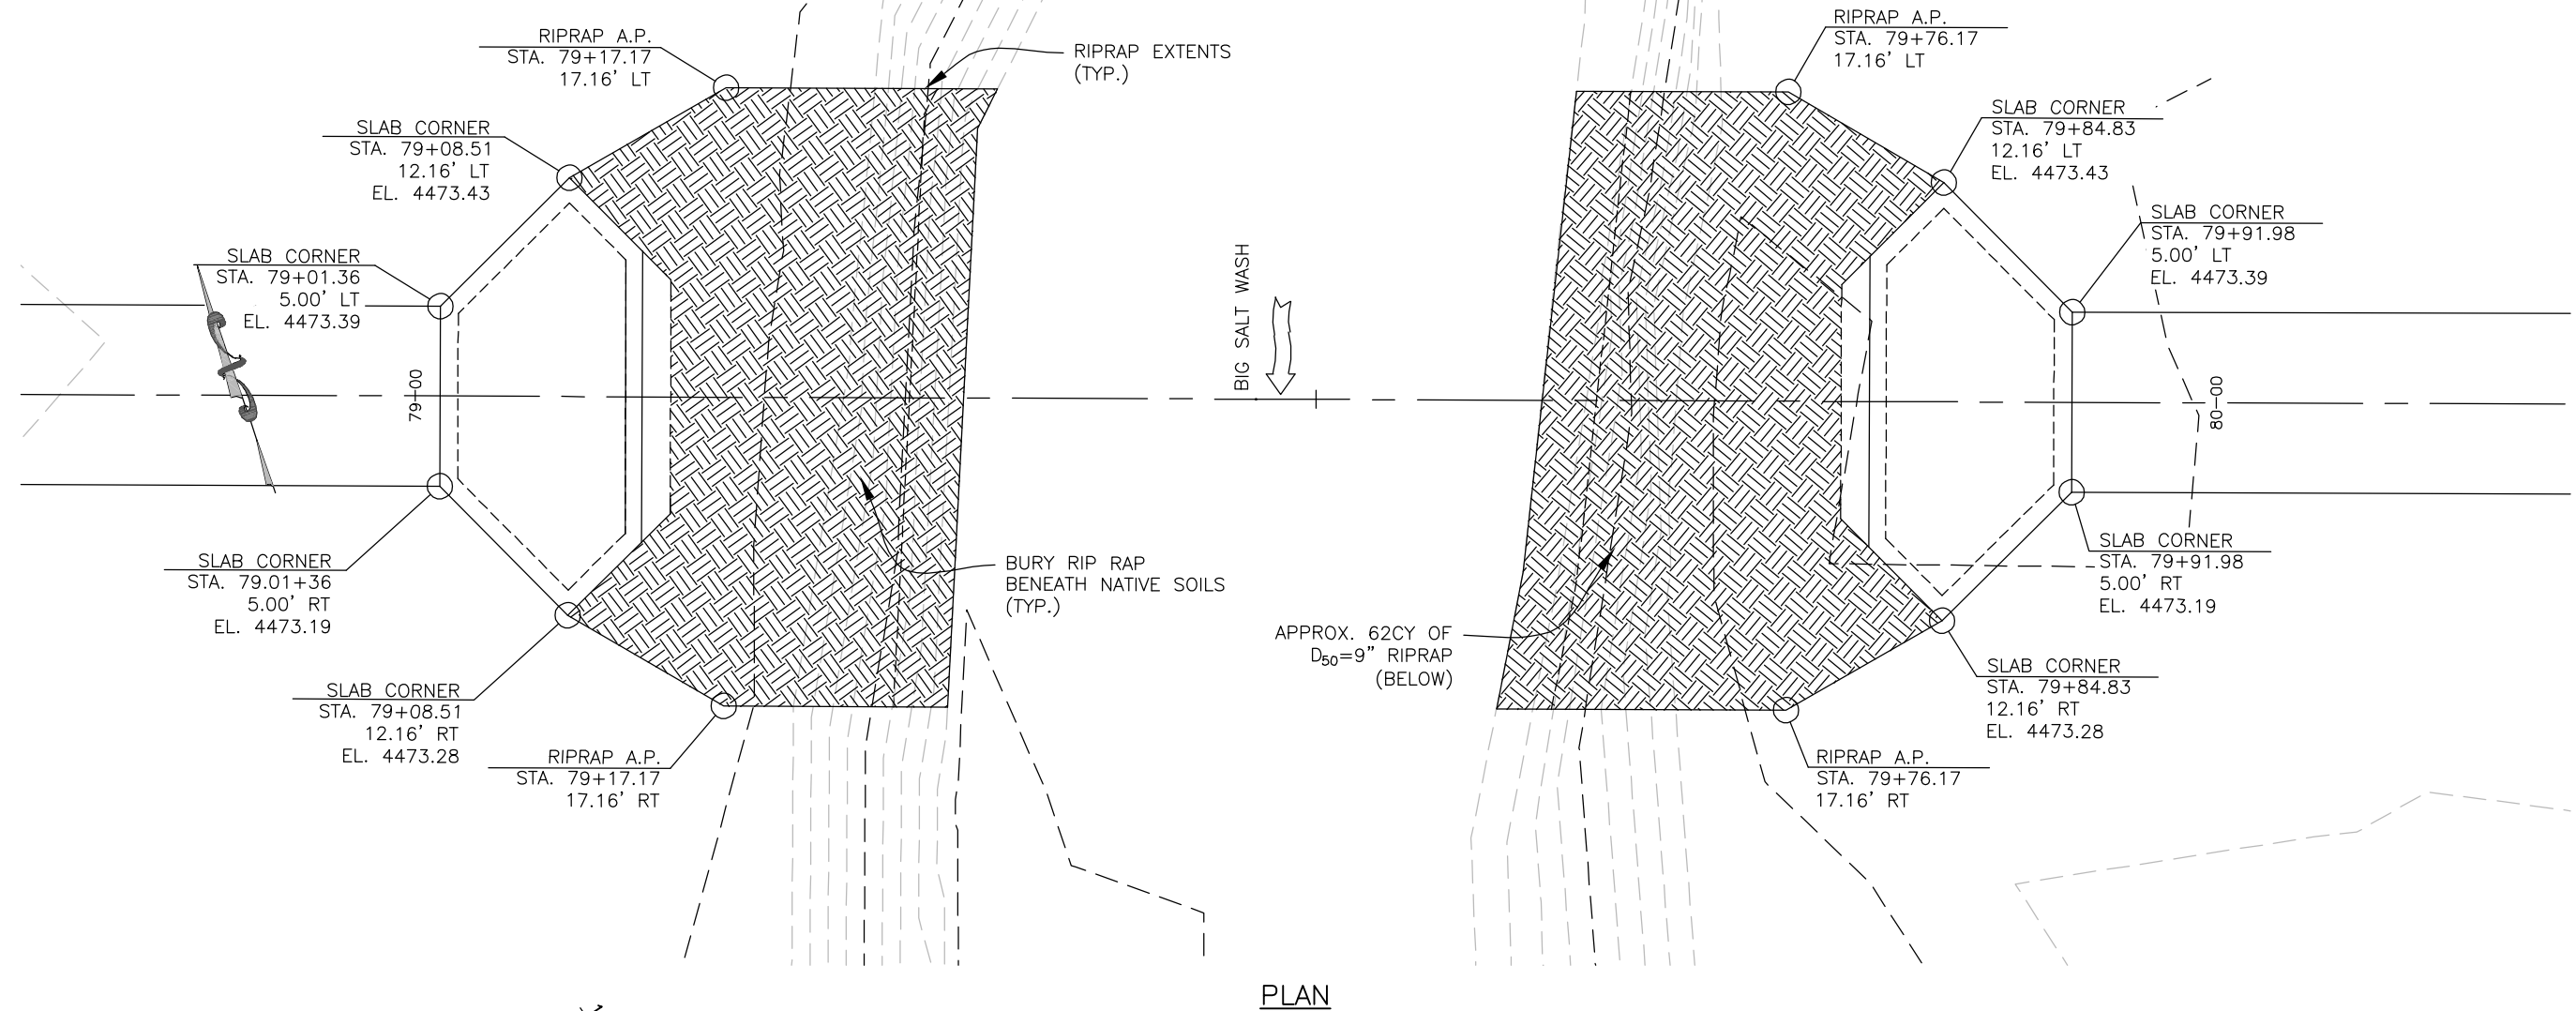 RIPRAP A.P.
STA. 79+17.17
17.16' LT
RIPRAP EXTENTS
(TYP.)
SLAB CORNER
STA. 79+08.51
12.16' LT
EL. 4473.43
SLAB CORNER
STA. 79+01.36
5.00' LT
EL. 4473.39
79+00
SLAB CORNER
STA. 79.01+36
5.00' RT
EL. 4473.19
SLAB CORNER
STA. 79+08.51
12.16' RT
EL. 4473.28
RIPRAP A.P.
STA. 79+17.17
17.16' RT
BURY RIP RAP
BENEATH NATIVE SOILS
(TYP.)
BIG SALT WASH
APPROX. 62CY OF
D₅₀=9" RIPRAP
(BELOW)
RIPRAP A.P.
STA. 79+76.17
17.16' LT
SLAB CORNER
STA. 79+84.83
12.16' LT
EL. 4473.43
SLAB CORNER
STA. 79+91.98
5.00' LT
EL. 4473.39
80+00
SLAB CORNER
STA. 79+91.98
5.00' RT
EL. 4473.19
SLAB CORNER
STA. 79+84.83
12.16' RT
EL. 4473.28
RIPRAP A.P.
STA. 79+76.17
17.16' RT
PLAN